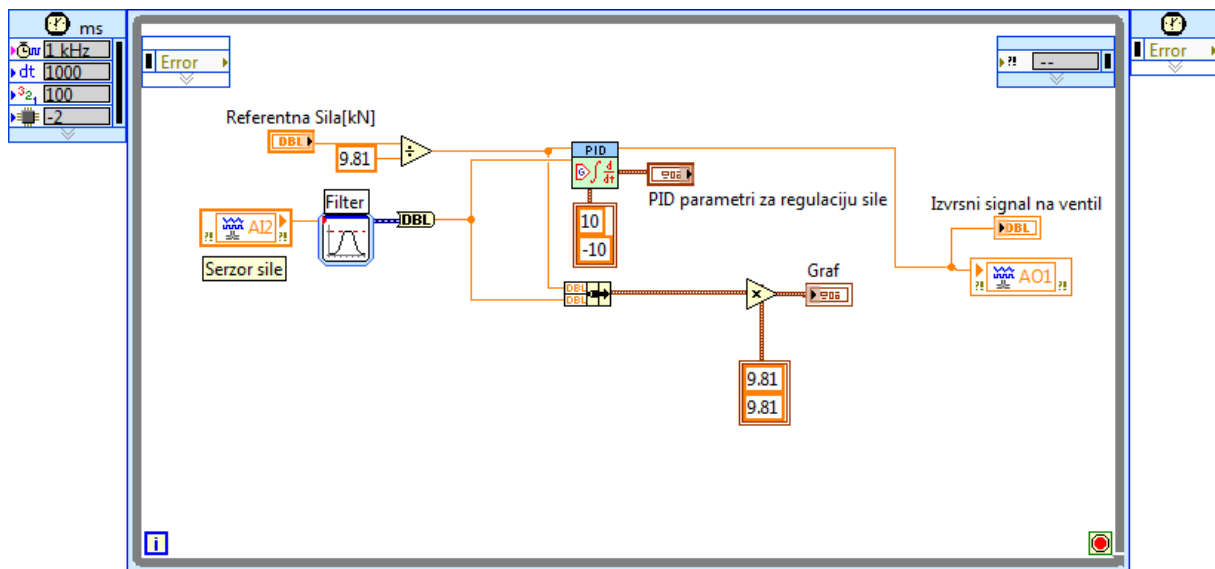 ms
1 kHz
dt 1000
100
-2
Error
?! --
Error
Referentna Sila[kN]
DBL
9.81
÷
PID
G ∫ d/dt
PID parametri za regulaciju sile
10
-10
Filter
?! AI2 ?!
DBL
Serzor sile
Izvrsni signal na ventil
DBL
?! AO1 ?!
DBL
DBL
×
Graf
9.81
9.81
i